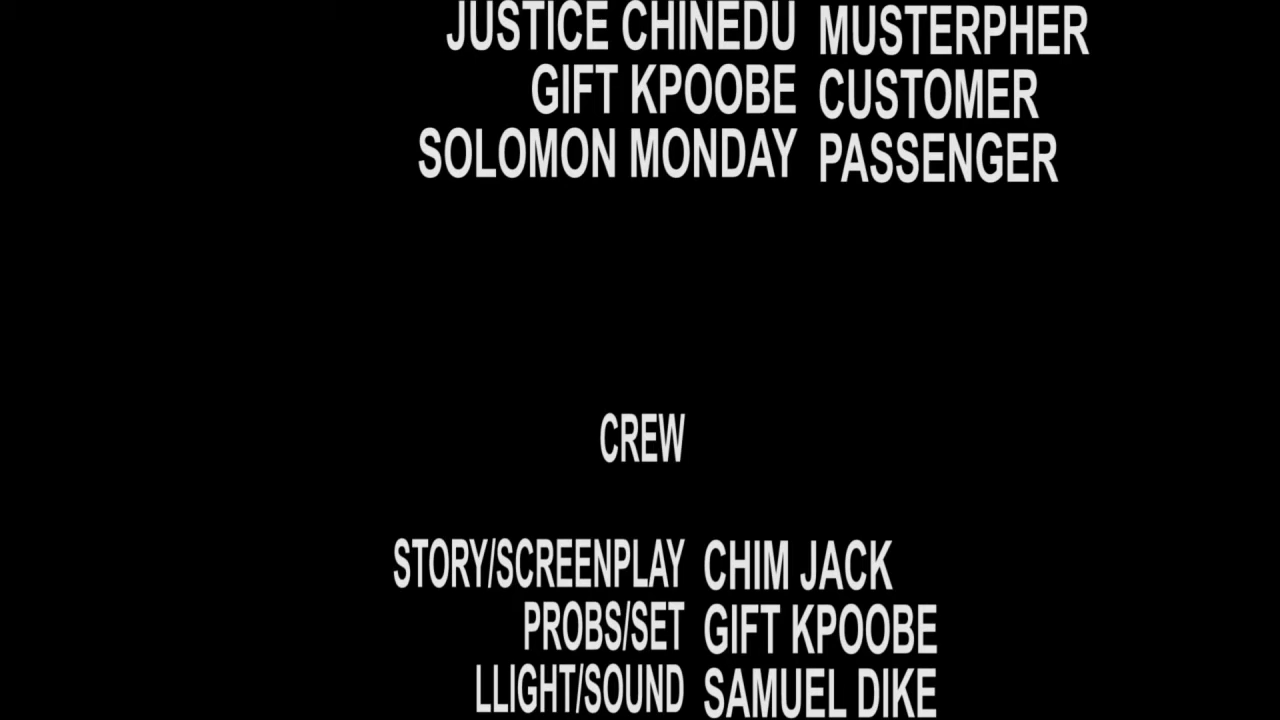 JUSTICE CHINEDU MUSTERPHER
GIFT KPOOBE CUSTOMER
SOLOMON MONDAY PASSENGER
CREW
STORY/SCREENPLAY CHIM JACK
PROBS/SET GIFT KPOOBE
LLIGHT/SOUND SAMUEL DIKE